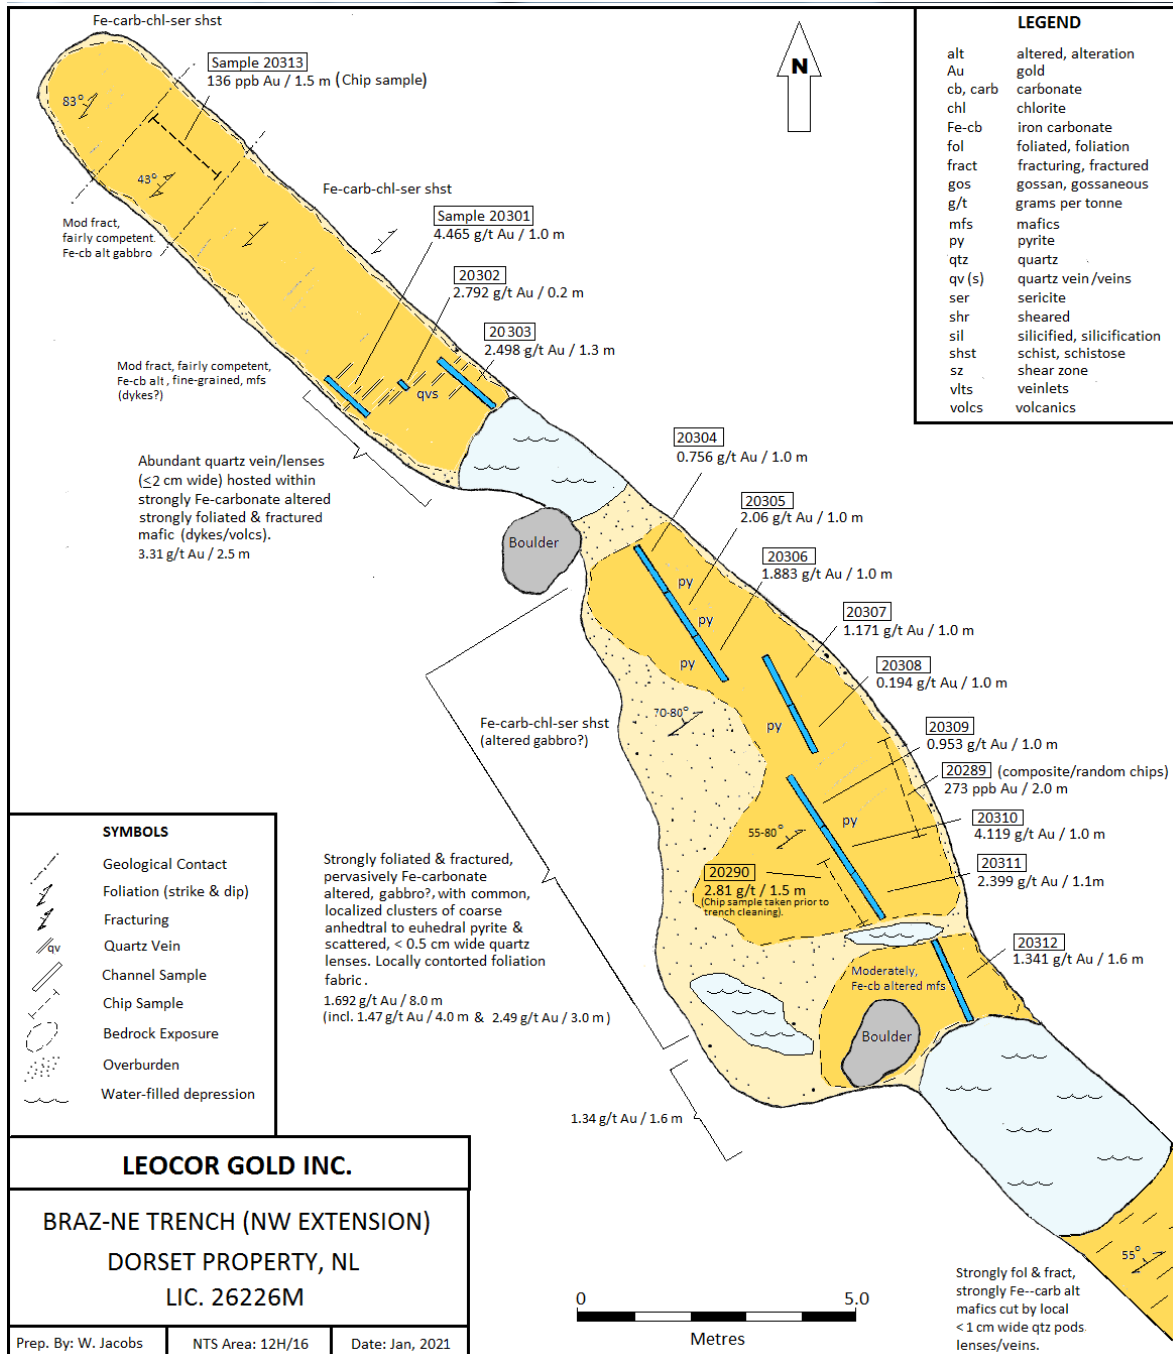 Fe-carb-chl-ser shst
Sample 20313
136 ppb Au / 1.5 m (Chip sample)
83°
43°
Mod fract,
fairly competent
Fe-cb alt gabbro
Fe-carb-chl-ser shst
Sample 20301
4.465 g/t Au / 1.0 m
20302
2.792 g/t Au / 0.2 m
20303
2.498 g/t Au / 1.3 m
qvs
Mod fract, fairly competent,
Fe-cb alt , fine-grained, mfs
(dykes?)
Abundant quartz vein/lenses
(≤2 cm wide) hosted within
strongly Fe-carbonate altered
strongly foliated & fractured
mafic (dykes/volcs).
3.31 g/t Au / 2.5 m
Boulder
20304
0.756 g/t Au / 1.0 m
20305
2.06 g/t Au / 1.0 m
20306
1.883 g/t Au / 1.0 m
py
py
py
20307
1.171 g/t Au / 1.0 m
20308
0.194 g/t Au / 1.0 m
70-80°
py
Fe-carb-chl-ser shst
(altered gabbro?)
20309
0.953 g/t Au / 1.0 m
20289 (composite/random chips)
273 ppb Au / 2.0 m
20310
4.119 g/t Au / 1.0 m
20311
2.399 g/t Au / 1.1m
55-80°
py
20290
2.81 g/t / 1.5 m
(Chip sample taken prior to
trench cleaning).
Strongly foliated & fractured,
pervasively Fe-carbonate
altered, gabbro?, with common,
localized clusters of coarse
anhedral to euhedral pyrite &
scattered, < 0.5 cm wide quartz
lenses. Locally contorted foliation
fabric .
1.692 g/t Au / 8.0 m
(incl. 1.47 g/t Au / 4.0 m & 2.49 g/t Au / 3.0 m )
20312
1.341 g/t Au / 1.6 m
Moderately,
Fe-cb altered mfs
Boulder
1.34 g/t Au / 1.6 m
55°
Strongly fol & fract,
strongly Fe--carb alt
mafics cut by local
< 1 cm wide qtz pods
lenses/veins.
N
LEGEND
alt altered, alteration
Au gold
cb, carb carbonate
chl chlorite
Fe-cb iron carbonate
fol foliated, foliation
fract fracturing, fractured
gos gossan, gossaneous
g/t grams per tonne
mfs mafics
py pyrite
qtz quartz
qv (s) quartz vein/veins
ser sericite
shr sheared
sil silicified, silicification
shst schist, schistose
sz shear zone
vlts veinlets
volcs volcanics
SYMBOLS
Geological Contact
Foliation (strike & dip)
Fracturing
qv Quartz Vein
Channel Sample
Chip Sample
Bedrock Exposure
Overburden
Water-filled depression
LEOCOR GOLD INC.
BRAZ-NE TRENCH (NW EXTENSION)
DORSET PROPERTY, NL
LIC. 26226M
Prep. By: W. Jacobs NTS Area: 12H/16 Date: Jan, 2021
0 5.0
Metres